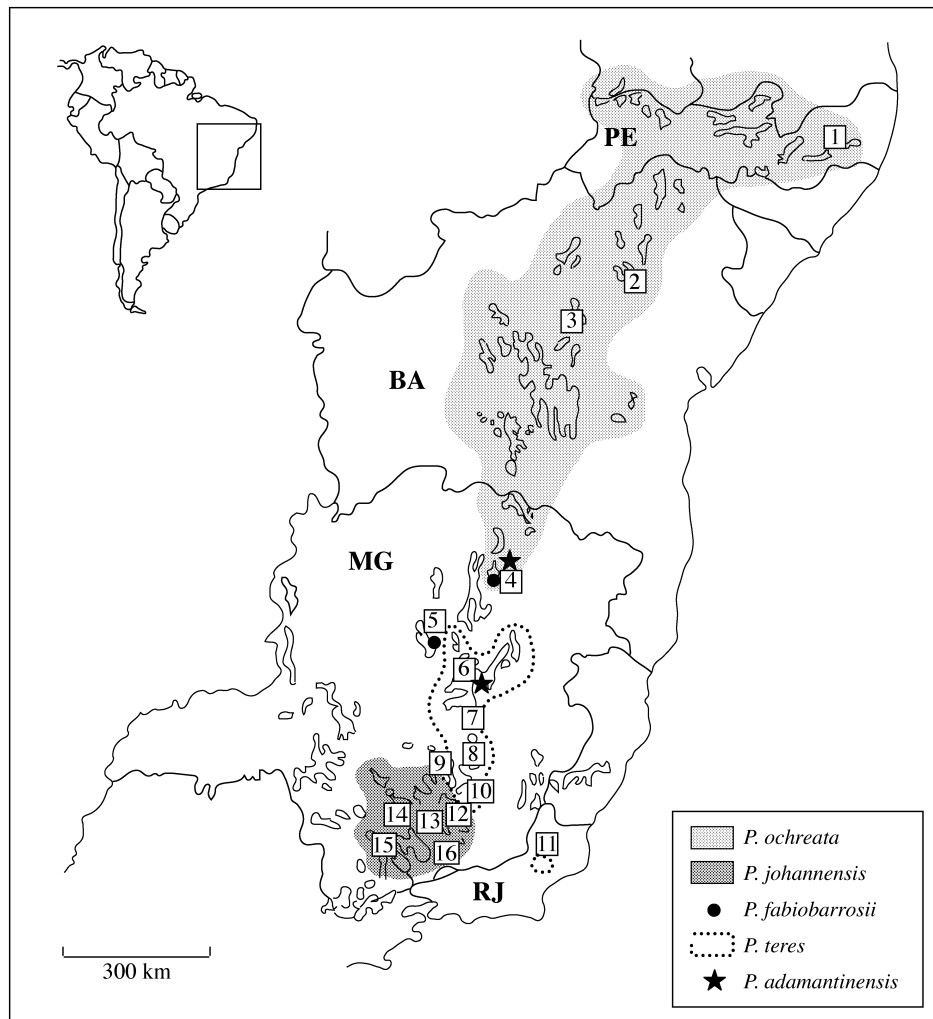 1
PE
2
3
BA
MG
4
5
6
7
8
9
10
14
13
12
15
16
11
RJ
P. ochreata
P. johannensis
P. fabiobarrosii
P. teres
P. adamantinensis
300 km